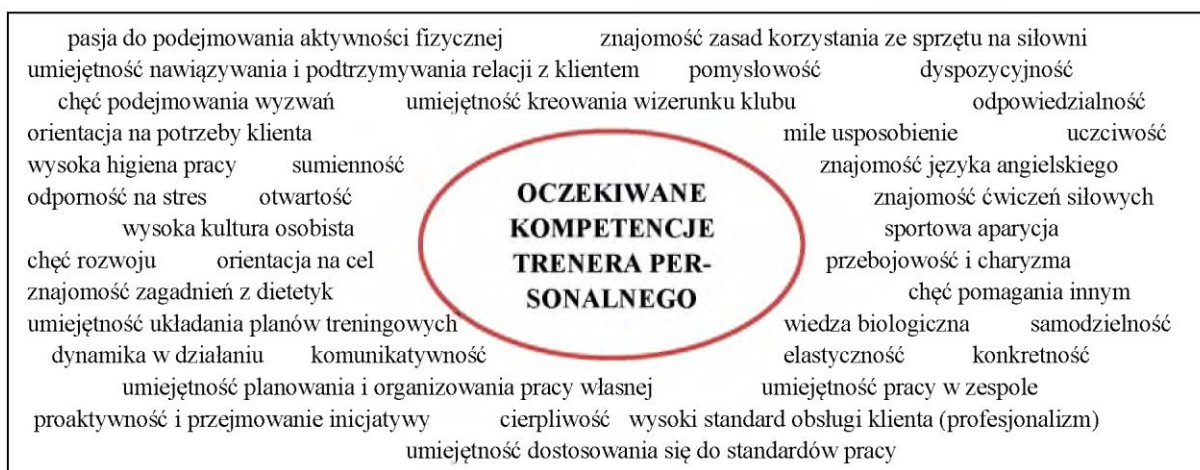 pasja do podejmowania aktywności fizycznej znajomość zasad korzystania ze sprzętu na siłowni
umiejętność nawiązywania i podtrzymywania relacji z klientem pomysłowość dyspozycyjność
chęć podejmowania wyzwań umiejętność kreowania wizerunku klubu odpowiedzialność
orientacja na potrzeby klienta miłe usposobienie uczciwość
wysoka higiena pracy sumienność znajomość języka angielskiego
odporność na stres otwartość znajomość ćwiczeń siłowych
wysoka kultura osobista sportowa aparycja
chęć rozwoju orientacja na cel przebojowość i charyzma
znajomość zagadnień z dietetyk chęć pomagania innym
umiejętność układania planów treningowych wiedza biologiczna samodzielność
dynamika w działaniu komunikatywność elastyczność konkretność
umiejętność planowania i organizowania pracy własnej umiejętność pracy w zespole
proaktywność i przejmowanie inicjatywy cierpliwość wysoki standard obsługi klienta (profesjonalizm)
umiejętność dostosowania się do standardów pracy
OCZEKIWANE
KOMPETENCJE
TRENERA PER-
SONALNEGO